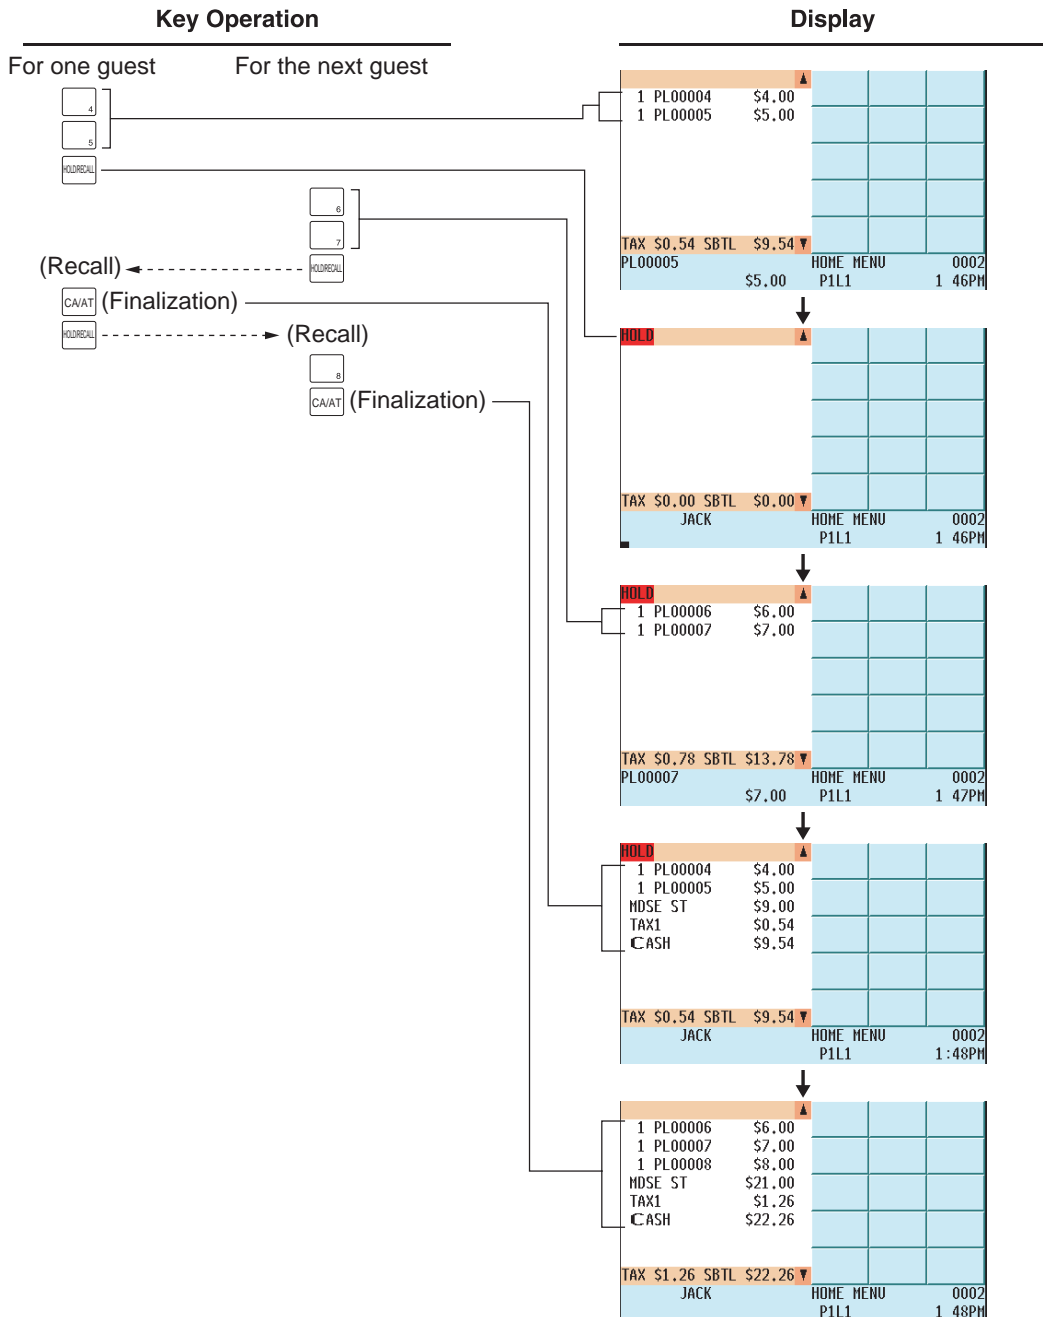 Key Operation
Display
For one guest
For the next guest
4
5
HOLD/RECALL
6
7
(Recall)
HOLD/RECALL
CA/AT
(Finalization)
HOLD/RECALL
(Recall)
8
CA/AT
(Finalization)
1 PL00004 $4.00
1 PL00005 $5.00
TAX $0.54 SBTL $9.54
PL00005 HOME MENU 0002
$5.00 P1L1 1 46PM
HOLD
TAX $0.00 SBTL $0.00
JACK HOME MENU 0002
P1L1 1 46PM
HOLD
1 PL00006 $6.00
1 PL00007 $7.00
TAX $0.78 SBTL $13.78
PL00007 HOME MENU 0002
$7.00 P1L1 1 47PM
HOLD
1 PL00004 $4.00
1 PL00005 $5.00
MDSE ST $9.00
TAX1 $0.54
CASH $9.54
TAX $0.54 SBTL $9.54
JACK HOME MENU 0002
P1L1 1:48PM
1 PL00006 $6.00
1 PL00007 $7.00
1 PL00008 $8.00
MDSE ST $21.00
TAX1 $1.26
CASH $22.26
TAX $1.26 SBTL $22.26
JACK HOME MENU 0002
P1L1 1 48PM